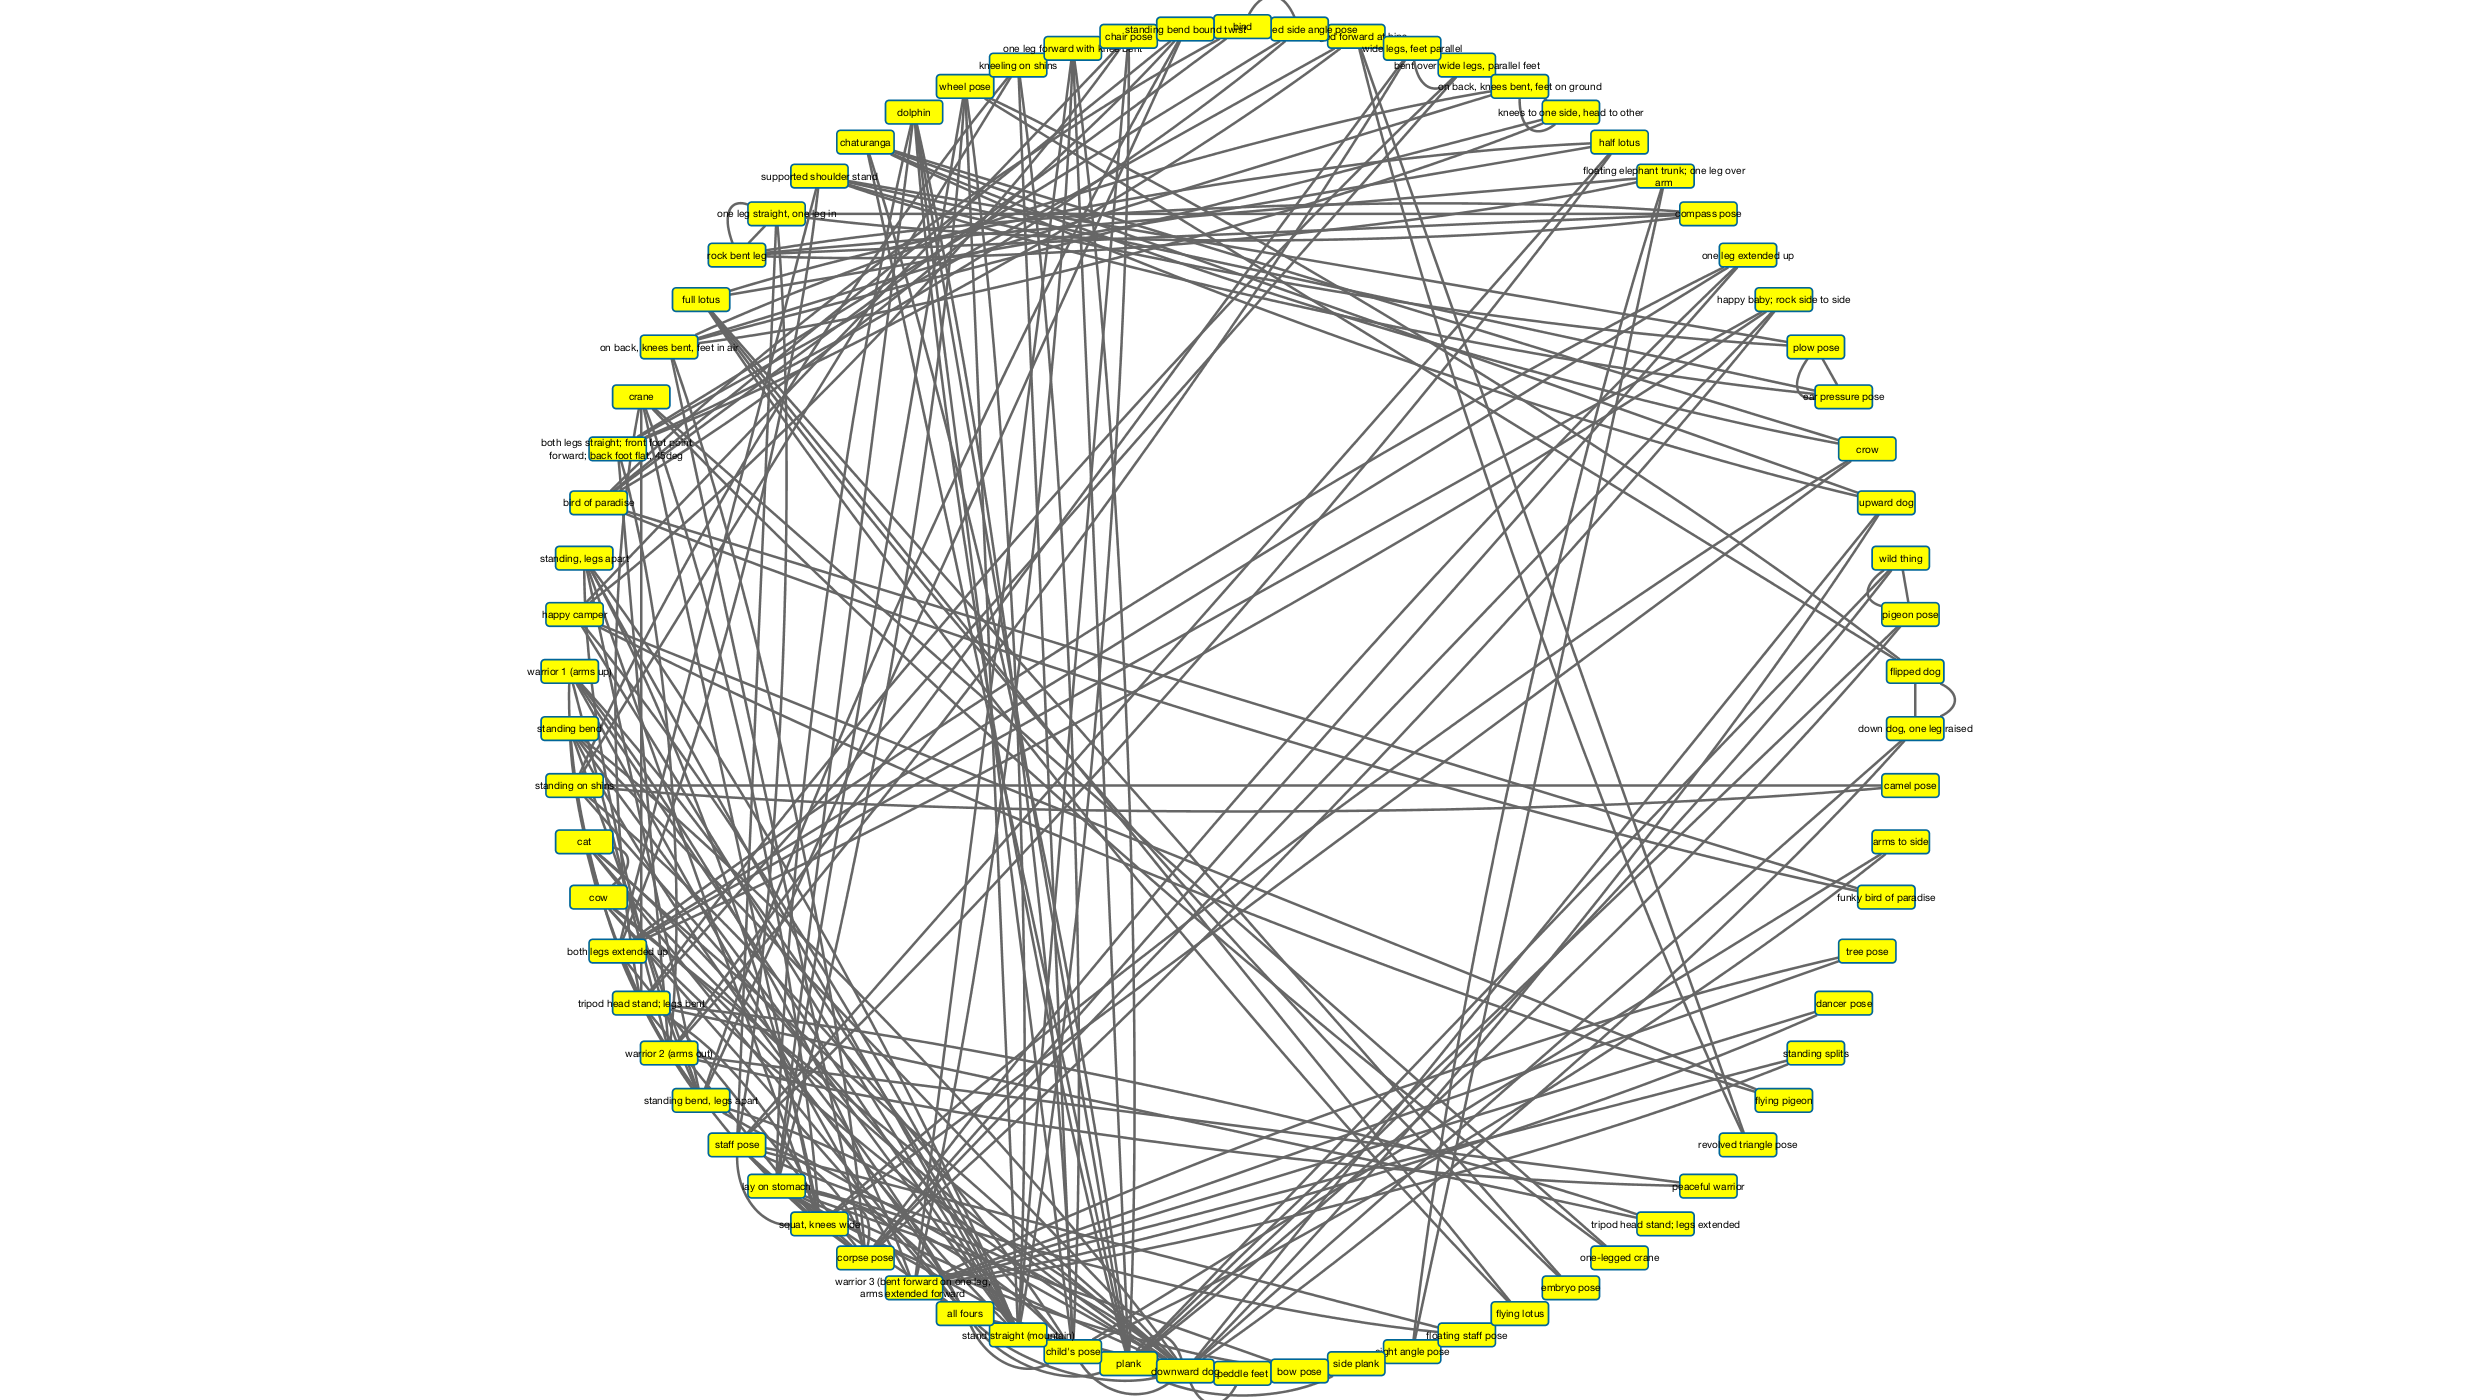 bind
standing bend bound twist
ed side angle pose
chair pose
wide legs, feet parallel
one leg forward with knee bent
kneeling on shins
bent over wide legs, parallel feet
wheel pose
on back, knees bent, feet on ground
dolphin
knees to one side, head to other
chaturanga
half lotus
supported shoulder stand
floating elephant trunk; one leg over
arm
one leg straight, one leg in
compass pose
rock bent leg
one leg extended up
full lotus
happy baby; rock side to side
on back, knees bent, feet in air
plow pose
crane
ear pressure pose
both legs straight; front foot point
forward; back foot flat, 45deg
crow
bird of paradise
upward dog
standing, legs apart
wild thing
happy camper
pigeon pose
warrior 1 (arms up)
flipped dog
standing bend
down dog, one leg raised
standing on shins
camel pose
cat
arms to side
cow
funky bird of paradise
both legs extended up
tree pose
tripod head stand; legs bent
dancer pose
warrior 2 (arms out)
standing splits
standing bend, legs apart
flying pigeon
staff pose
revolved triangle pose
lay on stomach
peaceful warrior
squat, knees wide
tripod head stand; legs extended
corpse pose
one-legged crane
warrior 3 (bent forward on one leg,
arms extended forward
embryo pose
all fours
flying lotus
stand straight (mountain)
floating staff pose
child's pose
eight angle pose
plank
side plank
downward dog
peddle feet
bow pose